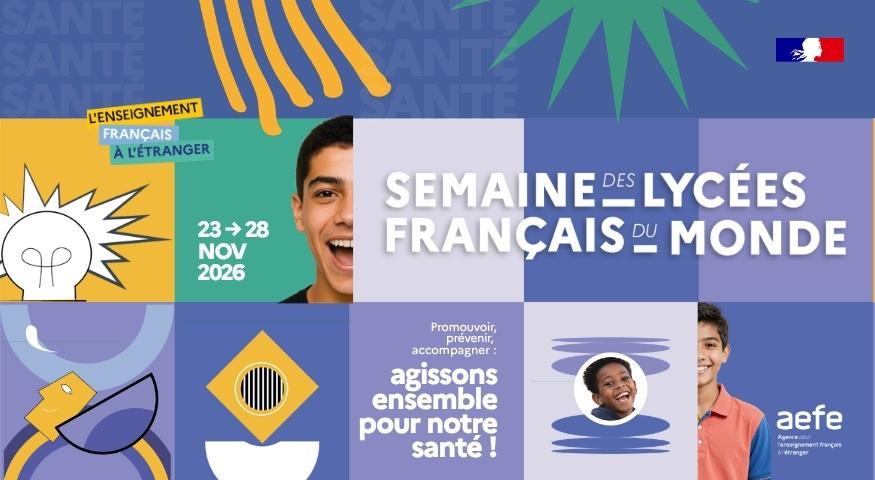 SANTÉ SANTÉ
SANTÉ SANTÉ
SANTÉ SANTÉ
L'ENSEIGNEMENT
FRANÇAIS
À L'ÉTRANGER
23 → 28
NOV
2026
SEMAINE DES LYCÉES
FRANÇAIS DU MONDE
Promouvoir,
prévenir,
accompagner :
agissons
ensemble
pour notre
santé !
aefe
Agence pour
l'enseignement français
à l'étranger